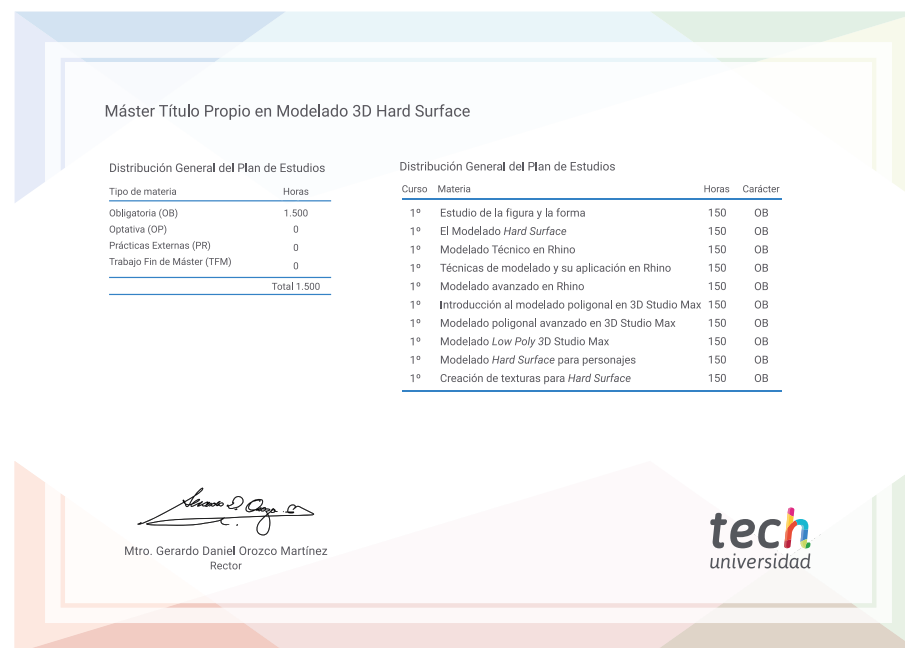 Máster Título Propio en Modelado 3D Hard Surface
Distribución General del Plan de Estudios
Tipo de materia Horas
Obligatoria (OB) 1.500
Optativa (OP) 0
Prácticas Externas (PR) 0
Trabajo Fin de Máster (TFM) 0
Total 1.500
Distribución General del Plan de Estudios
Curso Materia Horas Carácter
1º Estudio de la figura y la forma 150 OB
1º El Modelado Hard Surface 150 OB
1º Modelado Técnico en Rhino 150 OB
1º Técnicas de modelado y su aplicación en Rhino 150 OB
1º Modelado avanzado en Rhino 150 OB
1º Introducción al modelado poligonal en 3D Studio Max 150 OB
1º Modelado poligonal avanzado en 3D Studio Max 150 OB
1º Modelado Low Poly 3D Studio Max 150 OB
1º Modelado Hard Surface para personajes 150 OB
1º Creación de texturas para Hard Surface 150 OB
Mtro. Gerardo Daniel Orozco Martínez
Rector
tech
universidad